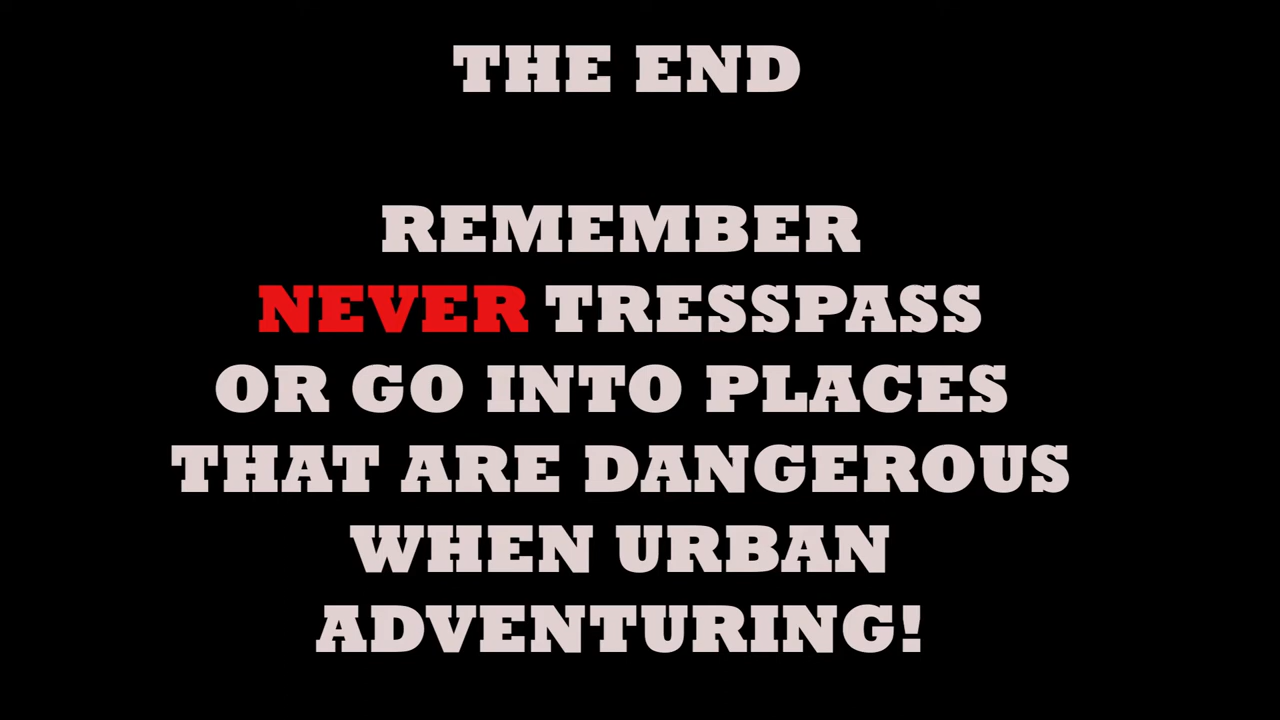 THE END
REMEMBER
NEVER TRESSPASS
OR GO INTO PLACES
THAT ARE DANGEROUS
WHEN URBAN
ADVENTURING!